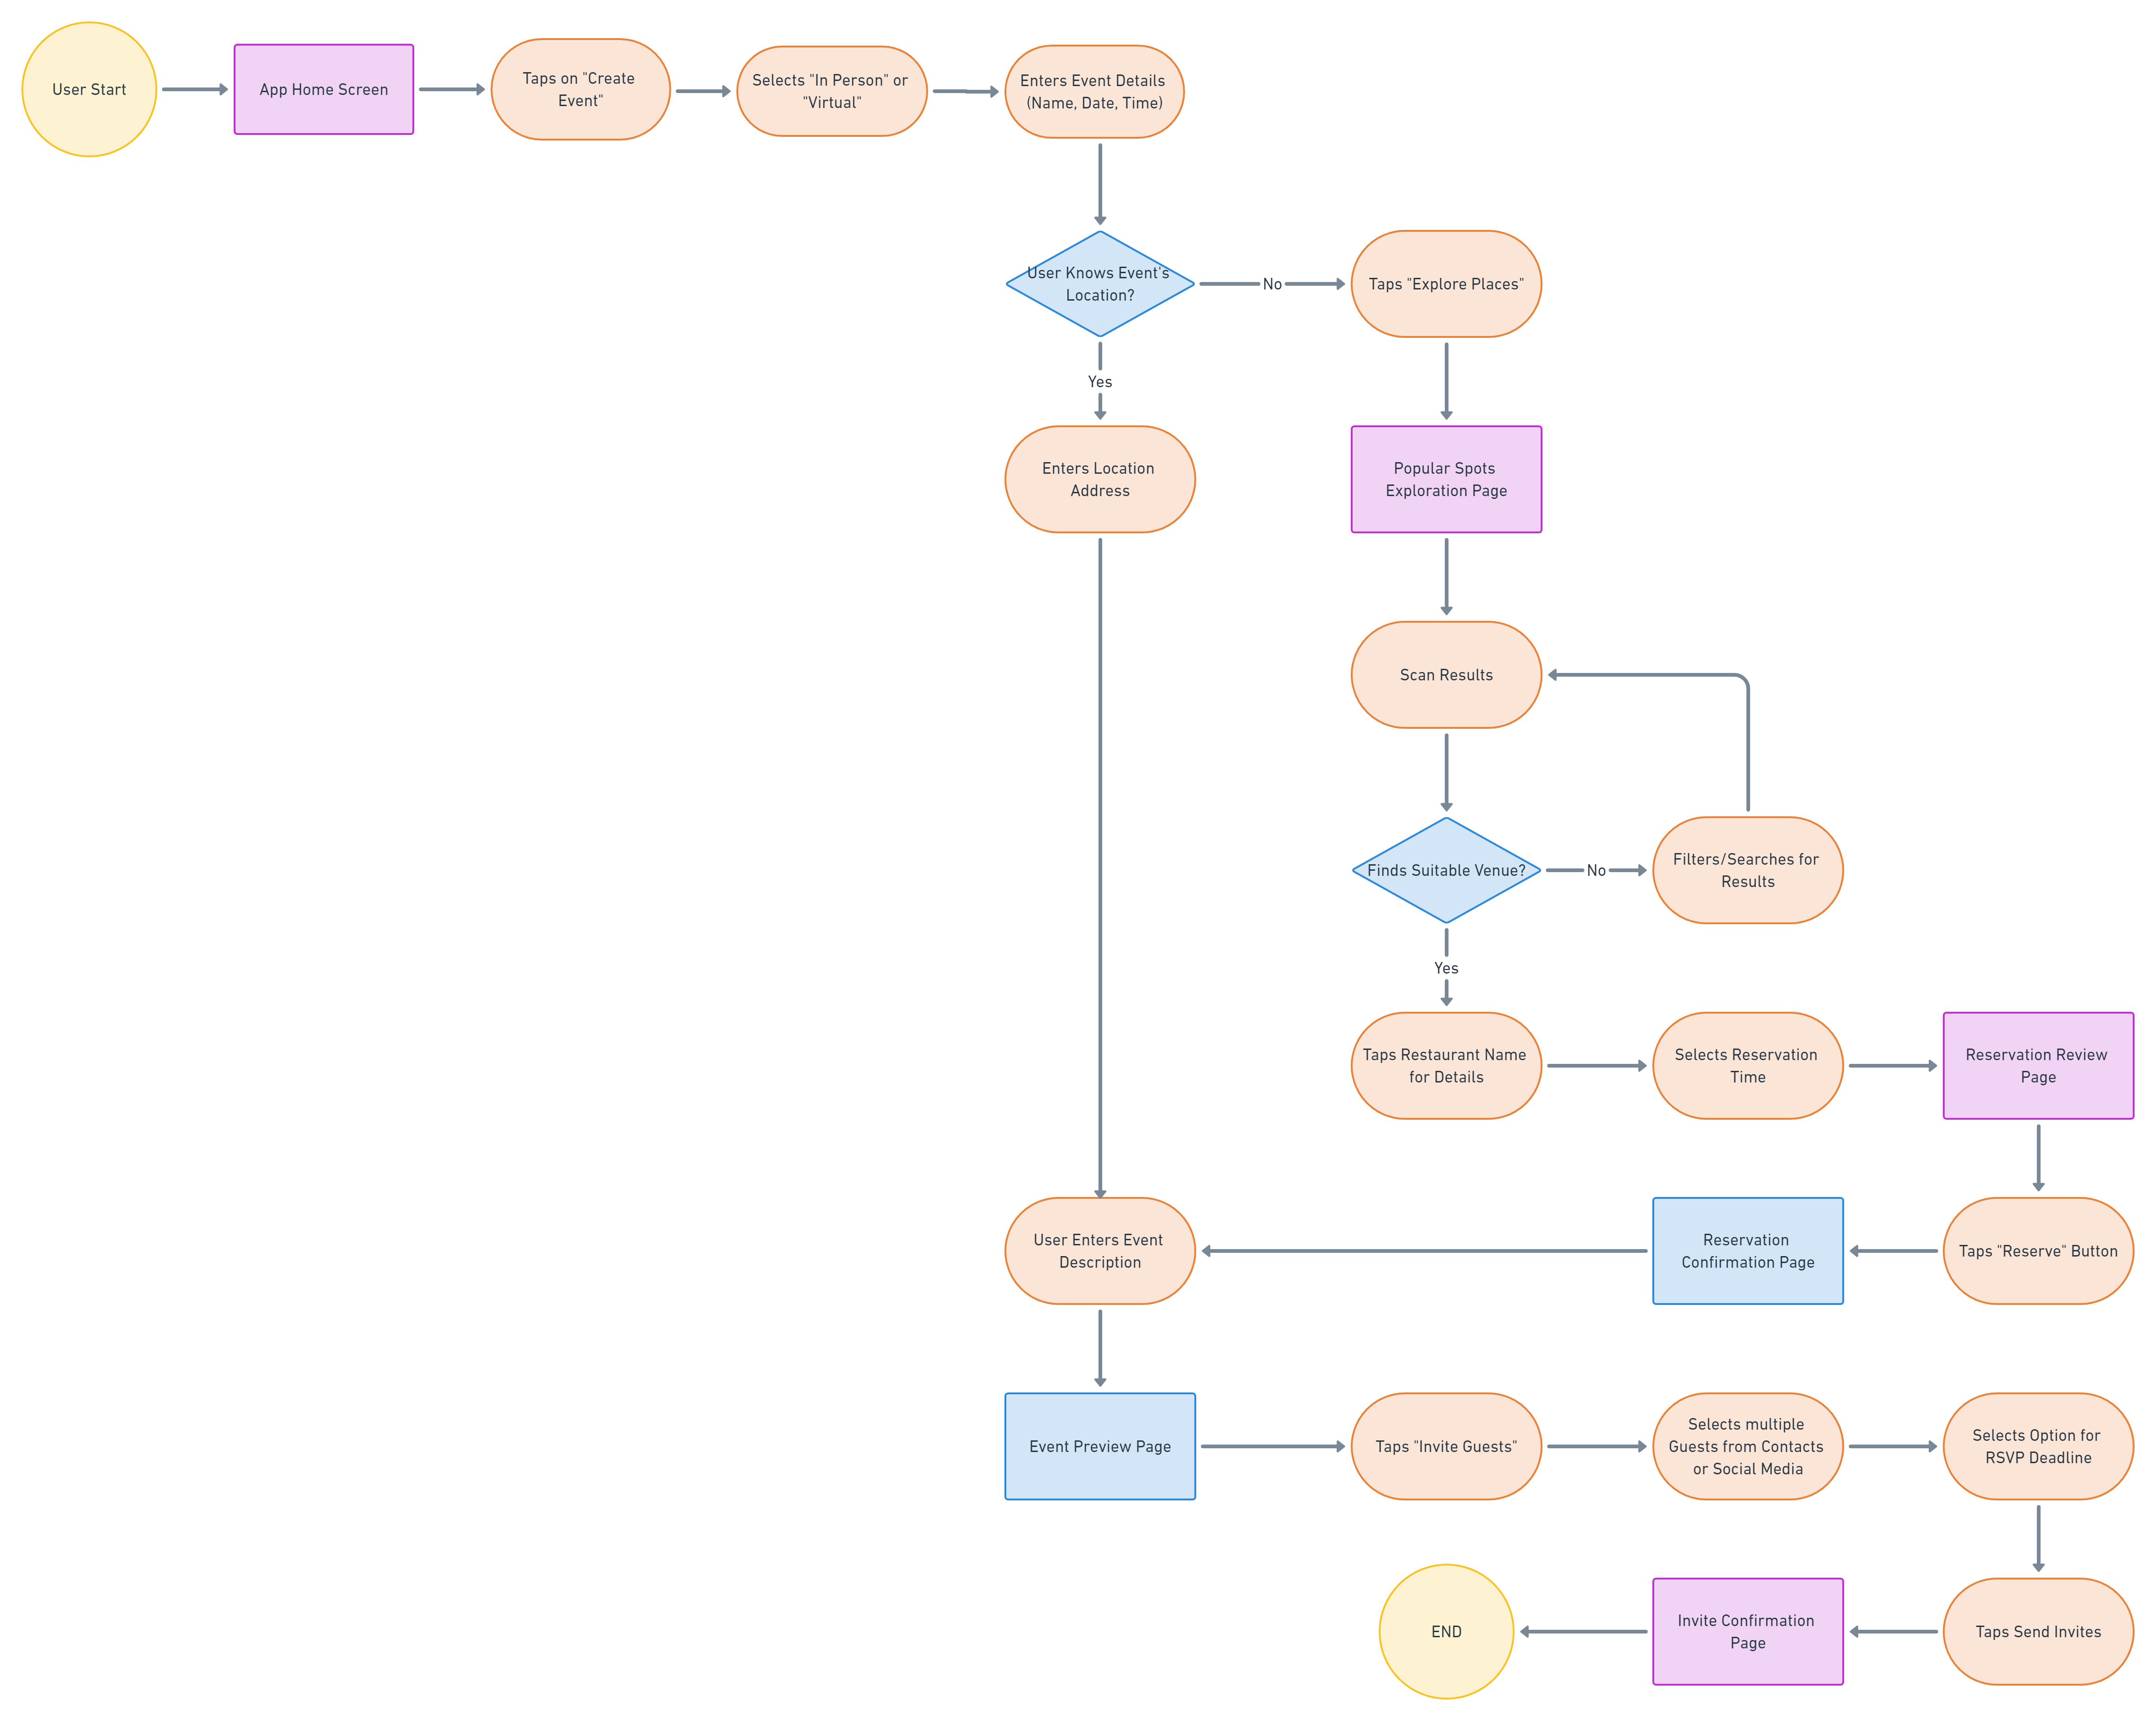 User Start
App Home Screen
Taps on "Create
Event"
Selects "In Person" or
"Virtual"
Enters Event Details
(Name, Date, Time)
User Knows Event's
Location?
No
Taps "Explore Places"
Yes
Enters Location
Address
Popular Spots
Exploration Page
Scan Results
Finds Suitable Venue?
No
Filters/Searches for
Results
Yes
Taps Restaurant Name
for Details
Selects Reservation
Time
Reservation Review
Page
User Enters Event
Description
Reservation
Confirmation Page
Taps "Reserve" Button
Event Preview Page
Taps "Invite Guests"
Selects multiple
Guests from Contacts
or Social Media
Selects Option for
RSVP Deadline
END
Invite Confirmation
Page
Taps Send Invites